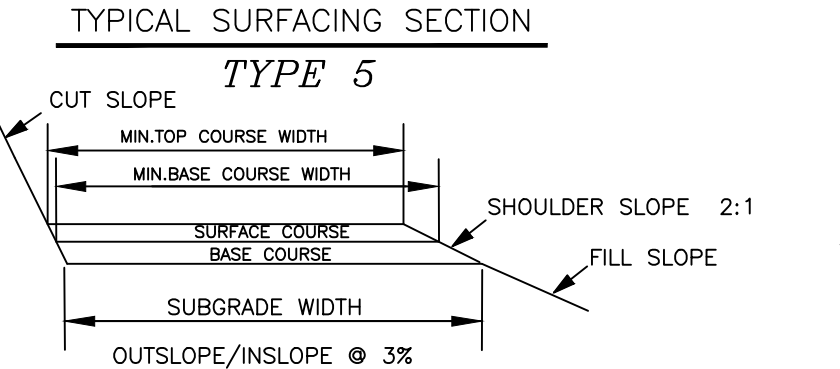 TYPICAL SURFACING SECTION
TYPE 5
CUT SLOPE
MIN.TOP COURSE WIDTH
MIN.BASE COURSE WIDTH
SHOULDER SLOPE 2:1
SURFACE COURSE
BASE COURSE
FILL SLOPE
SUBGRADE WIDTH
OUTSLOPE/INSLOPE @ 3%